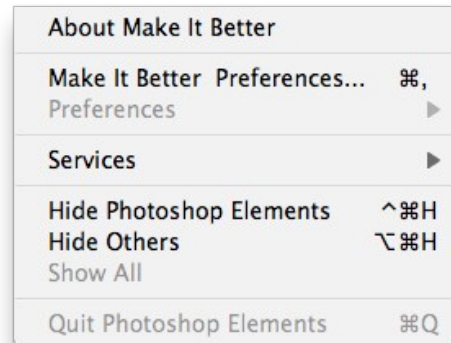 About Make It Better
Make It Better  Preferences... ⌘,
Preferences ▶
Services ▶
Hide Photoshop Elements ^⌘H
Hide Others ⌥⌘H
Show All
Quit Photoshop Elements ⌘Q